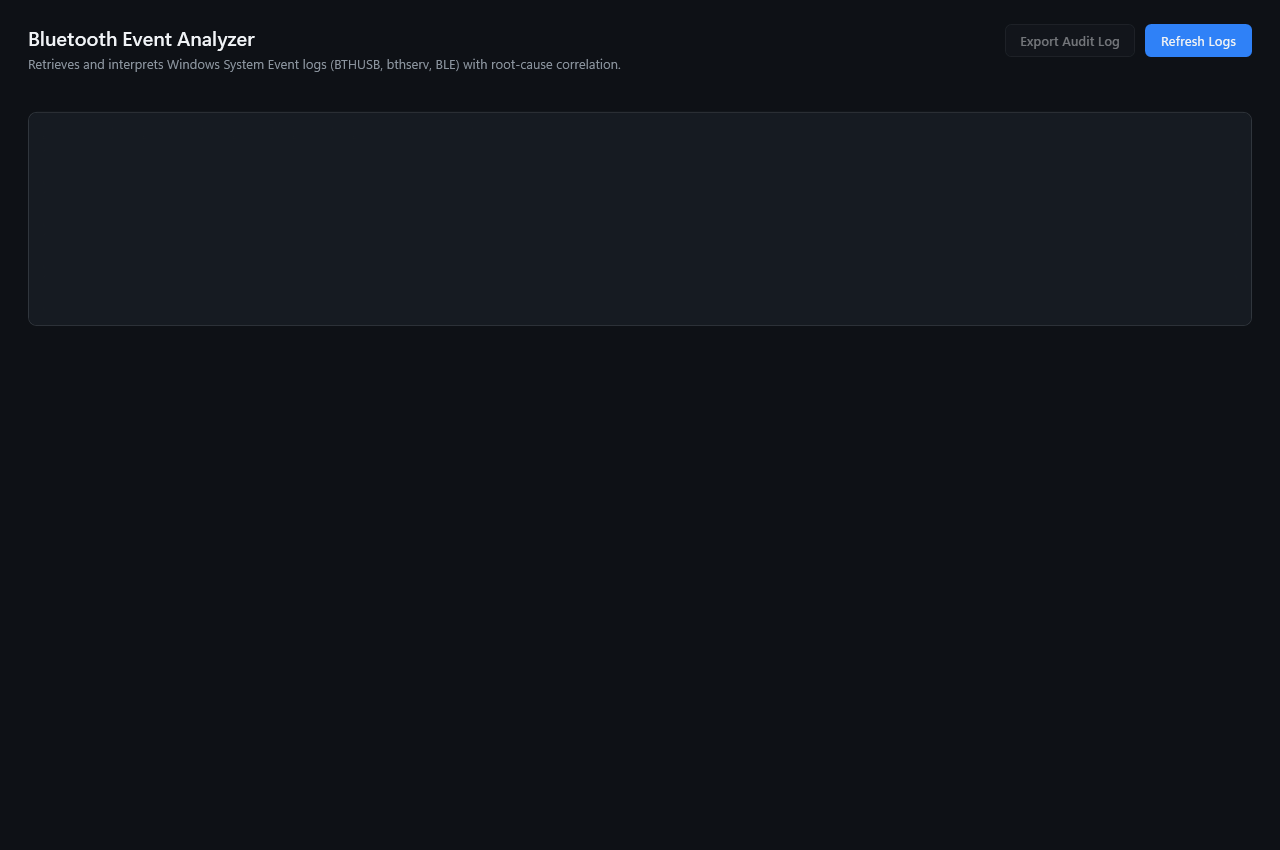 Bluetooth Event Analyzer
Export Audit Log
Refresh Logs
Retrieves and interprets Windows System Event logs (BTHUSB, bthserv, BLE) with root-cause correlation.